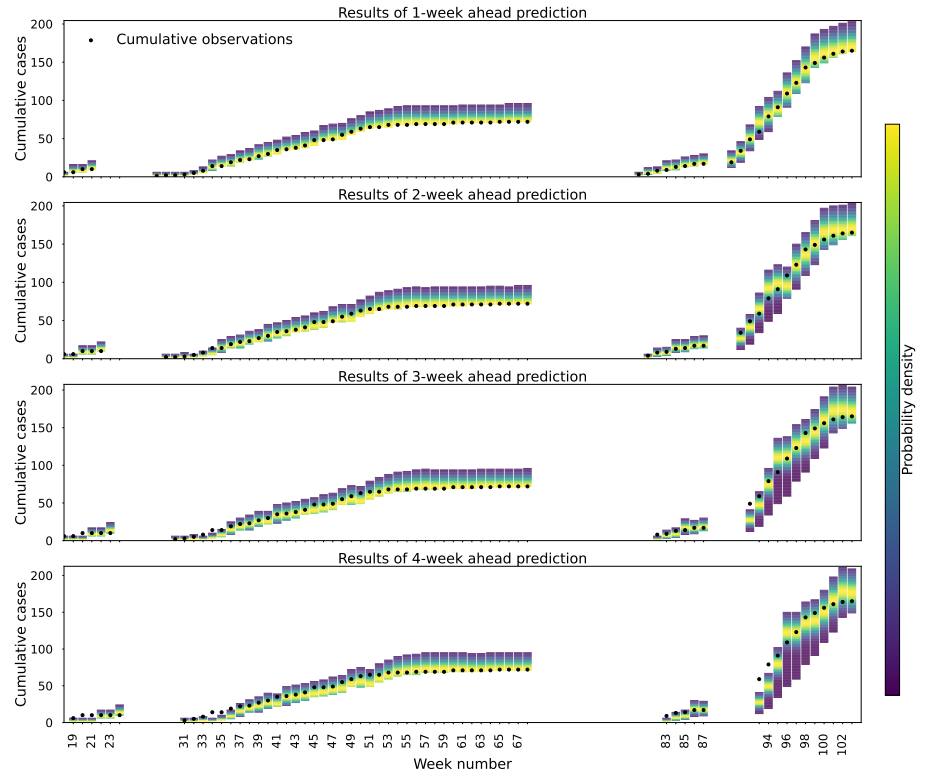 Results of 1-week ahead prediction
200
150
100
50
0
Cumulative cases
Cumulative observations
Results of 2-week ahead prediction
200
150
100
50
0
Cumulative cases
Results of 3-week ahead prediction
200
150
100
50
0
Cumulative cases
Results of 4-week ahead prediction
200
150
100
50
0
Cumulative cases
19 21 23 31 33 35 37 39 41 43 45 47 49 51 53 55 57 59 61 63 65 67 83 85 87 94 96 98 100 102
Week number
Probability density